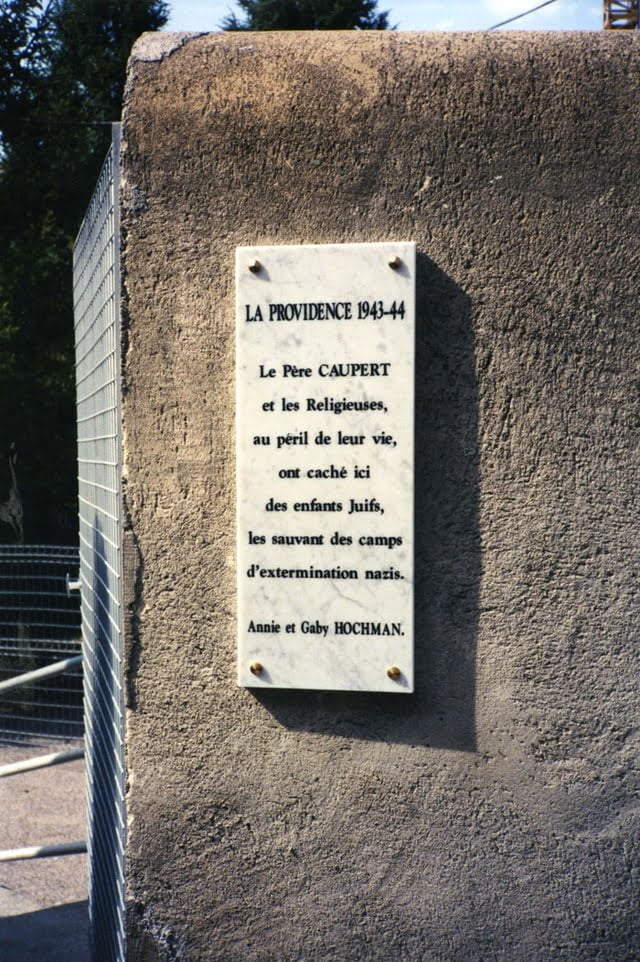 LA PROVIDENCE 1943-44
Le Père CAUPERT
et les Religieuses,
au péril de leur vie,
ont caché ici
des enfants Juifs,
les sauvant des camps
d'extermination nazis.
Annie et Gaby HOCHMAN.